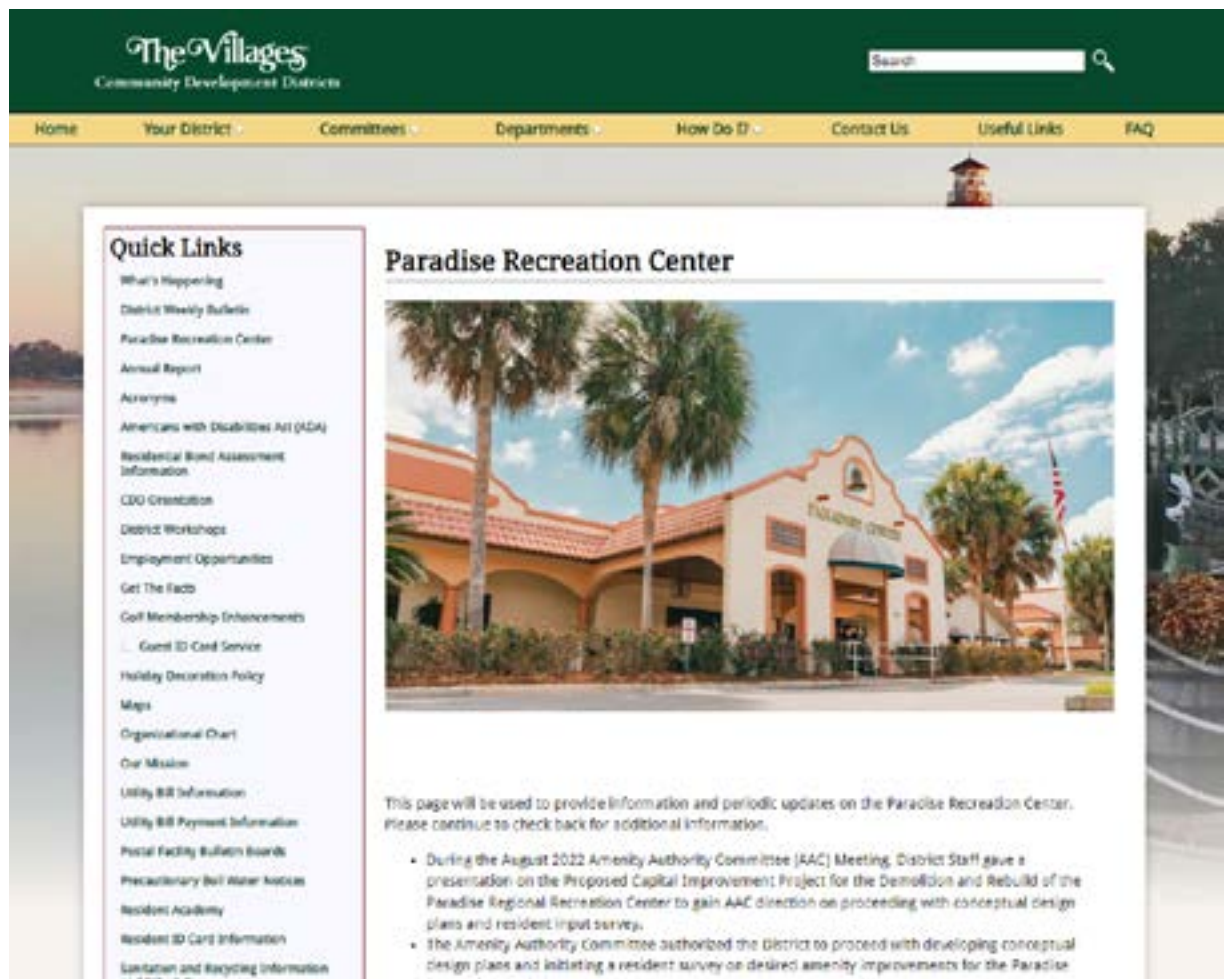 The Villages
Community Development Districts
Search
Home Your District Committees Departments How Do I? Contact Us Useful Links FAQ
Quick Links
What's Happening
District Weekly Bulletin
Paradise Recreation Center
Annual Report
Acronyms
Americans with Disabilities Act (ADA)
Residential Bond Assessment
Information
CDD Orientation
District Workshops
Employment Opportunities
Get The Facts
Golf Membership Enhancements
Guest ID Card Service
Holiday Decoration Policy
Maps
Organizational Chart
Our Mission
Utility Bill Information
Utility Bill Payment Information
Postal Facility Bulletin Boards
Precautionary Boil Water Notices
Resident Academy
Resident ID Card Information
Sanitation and Recycling Information
Paradise Recreation Center
PARADISE CENTER
This page will be used to provide information and periodic updates on the Paradise Recreation Center.
Please continue to check back for additional information.
• During the August 2022 Amenity Authority Committee (AAC) Meeting, District Staff gave a
presentation on the Proposed Capital Improvement Project for the Demolition and Rebuild of the
Paradise Regional Recreation Center to gain AAC direction on proceeding with conceptual design
plans and resident input survey.
• The Amenity Authority Committee authorized the District to proceed with developing conceptual
design plans and initiating a resident survey on desired amenity improvements for the Paradise